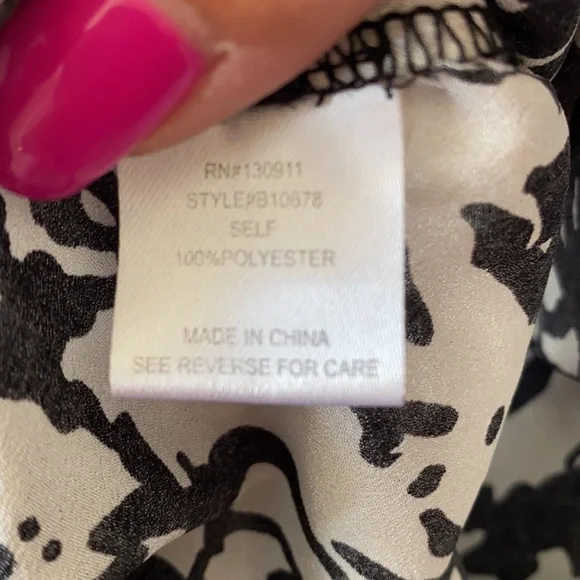 RN#130911
STYLE#B10678
SELF
100%POLYESTER
MADE IN CHINA
SEE REVERSE FOR CARE